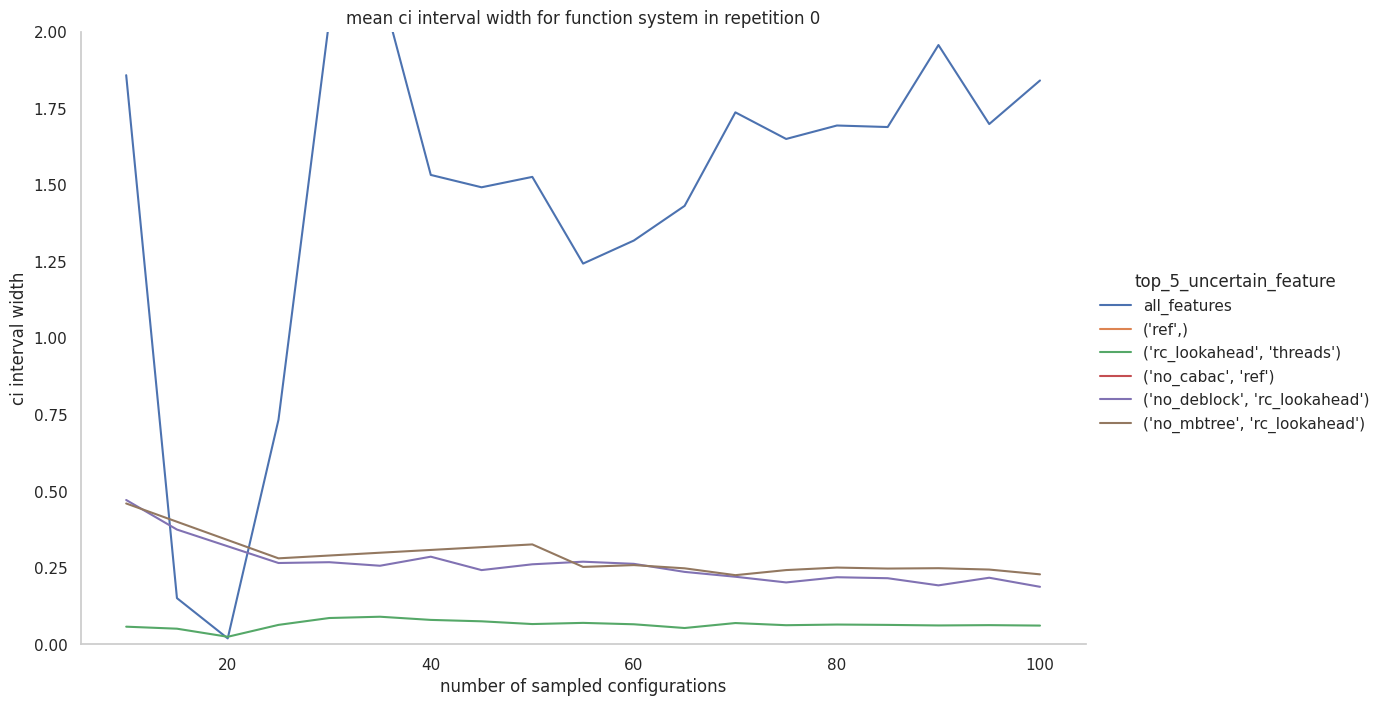 mean ci interval width for function system in repetition 0
2.00
1.75
1.50
1.25
1.00
0.75
0.50
0.25
0.00
ci interval width
20
40
60
80
100
number of sampled configurations
top_5_uncertain_feature
all_features
('ref',)
('rc_lookahead', 'threads')
('no_cabac', 'ref')
('no_deblock', 'rc_lookahead')
('no_mbtree', 'rc_lookahead')